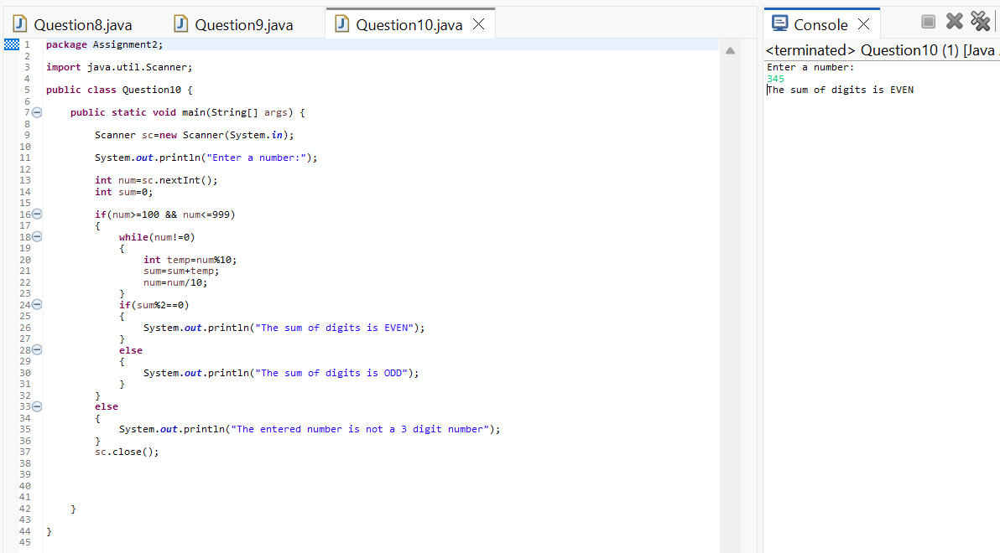 Question8.java
Question9.java
Question10.java
1 package Assignment2;
2
3 import java.util.Scanner;
4
5 public class Question10 {
6
7 public static void main(String[] args) {
8
9 Scanner sc=new Scanner(System.in);
10
11 System.out.println("Enter a number:");
12
13 int num=sc.nextInt();
14 int sum=0;
15
16 if(num>=100 && num<=999)
17 {
18 while(num!=0)
19 {
20 int temp=num%10;
21 sum=sum+temp;
22 num=num/10;
23 }
24 if(sum%2==0)
25 {
26 System.out.println("The sum of digits is EVEN");
27 }
28 else
29 {
30 System.out.println("The sum of digits is ODD");
31 }
32 }
33 else
34 {
35 System.out.println("The entered number is not a 3 digit number");
36 }
37 sc.close();
38
39
40
41
42 }
43
44 }
45
Console
<terminated> Question10 (1) [Java
Enter a number:
345
The sum of digits is EVEN